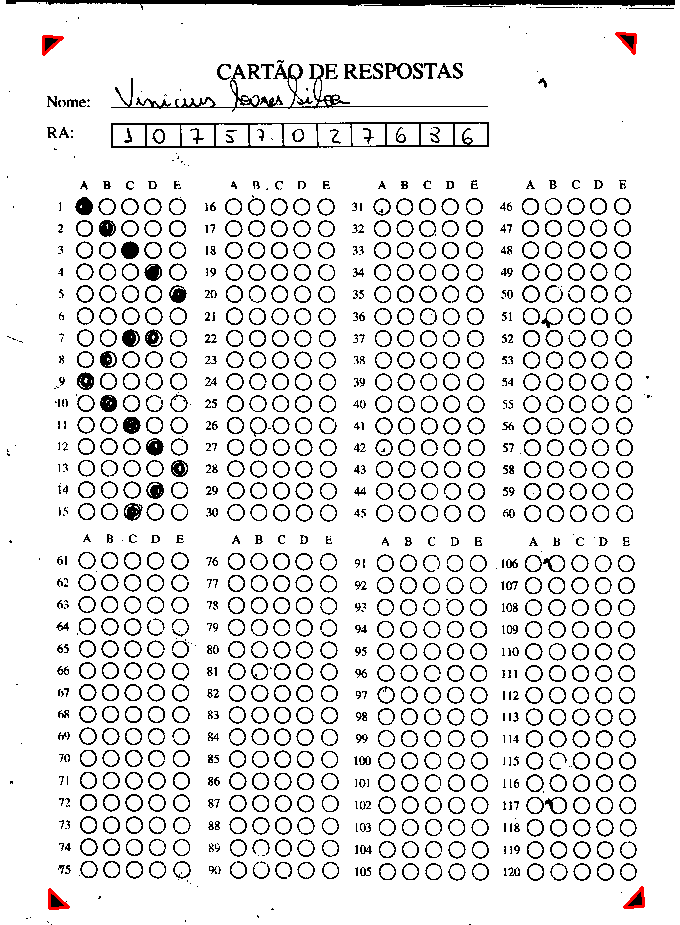 CARTÃO DE RESPOSTAS
Nome: Vinicius Soares Silva
RA: 1 0 7 5 7 0 2 7 6 3 6
A B C D E A B C D E A B C D E A B C D E
1 16 31 46
2 17 32 47
3 18 33 48
4 19 34 49
5 20 35 50
6 21 36 51
7 22 37 52
8 23 38 53
9 24 39 54
10 25 40 55
11 26 41 56
12 27 42 57
13 28 43 58
14 29 44 59
15 30 45 60
A B C D E A B C D E A B C D E A B C D E
61 76 91 106
62 77 92 107
63 78 93 108
64 79 94 109
65 80 95 110
66 81 96 111
67 82 97 112
68 83 98 113
69 84 99 114
70 85 100 115
71 86 101 116
72 87 102 117
73 88 103 118
74 89 104 119
75 90 105 120